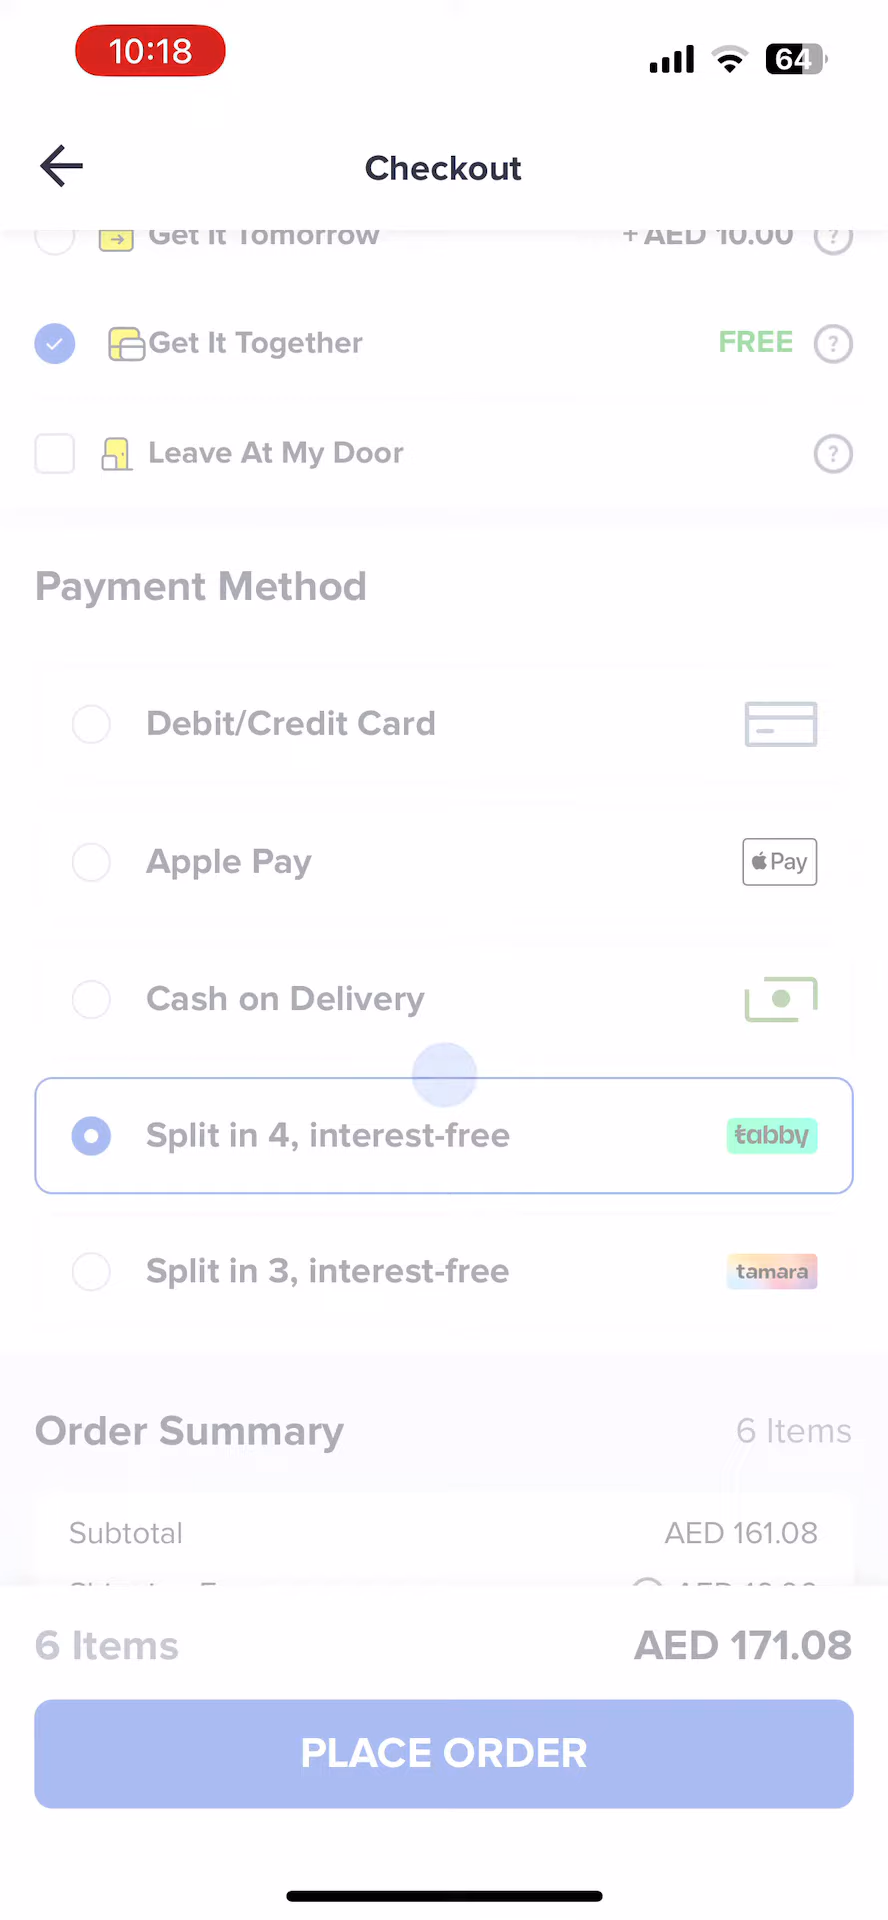 10:18
64
Checkout
Get It Tomorrow + AED 10.00 ?
Get It Together FREE ?
Leave At My Door ?
Payment Method
Debit/Credit Card
Apple Pay Pay
Cash on Delivery
Split in 4, interest-free tabby
Split in 3, interest-free tamara
Order Summary 6 Items
Subtotal AED 161.08
6 Items AED 171.08
PLACE ORDER